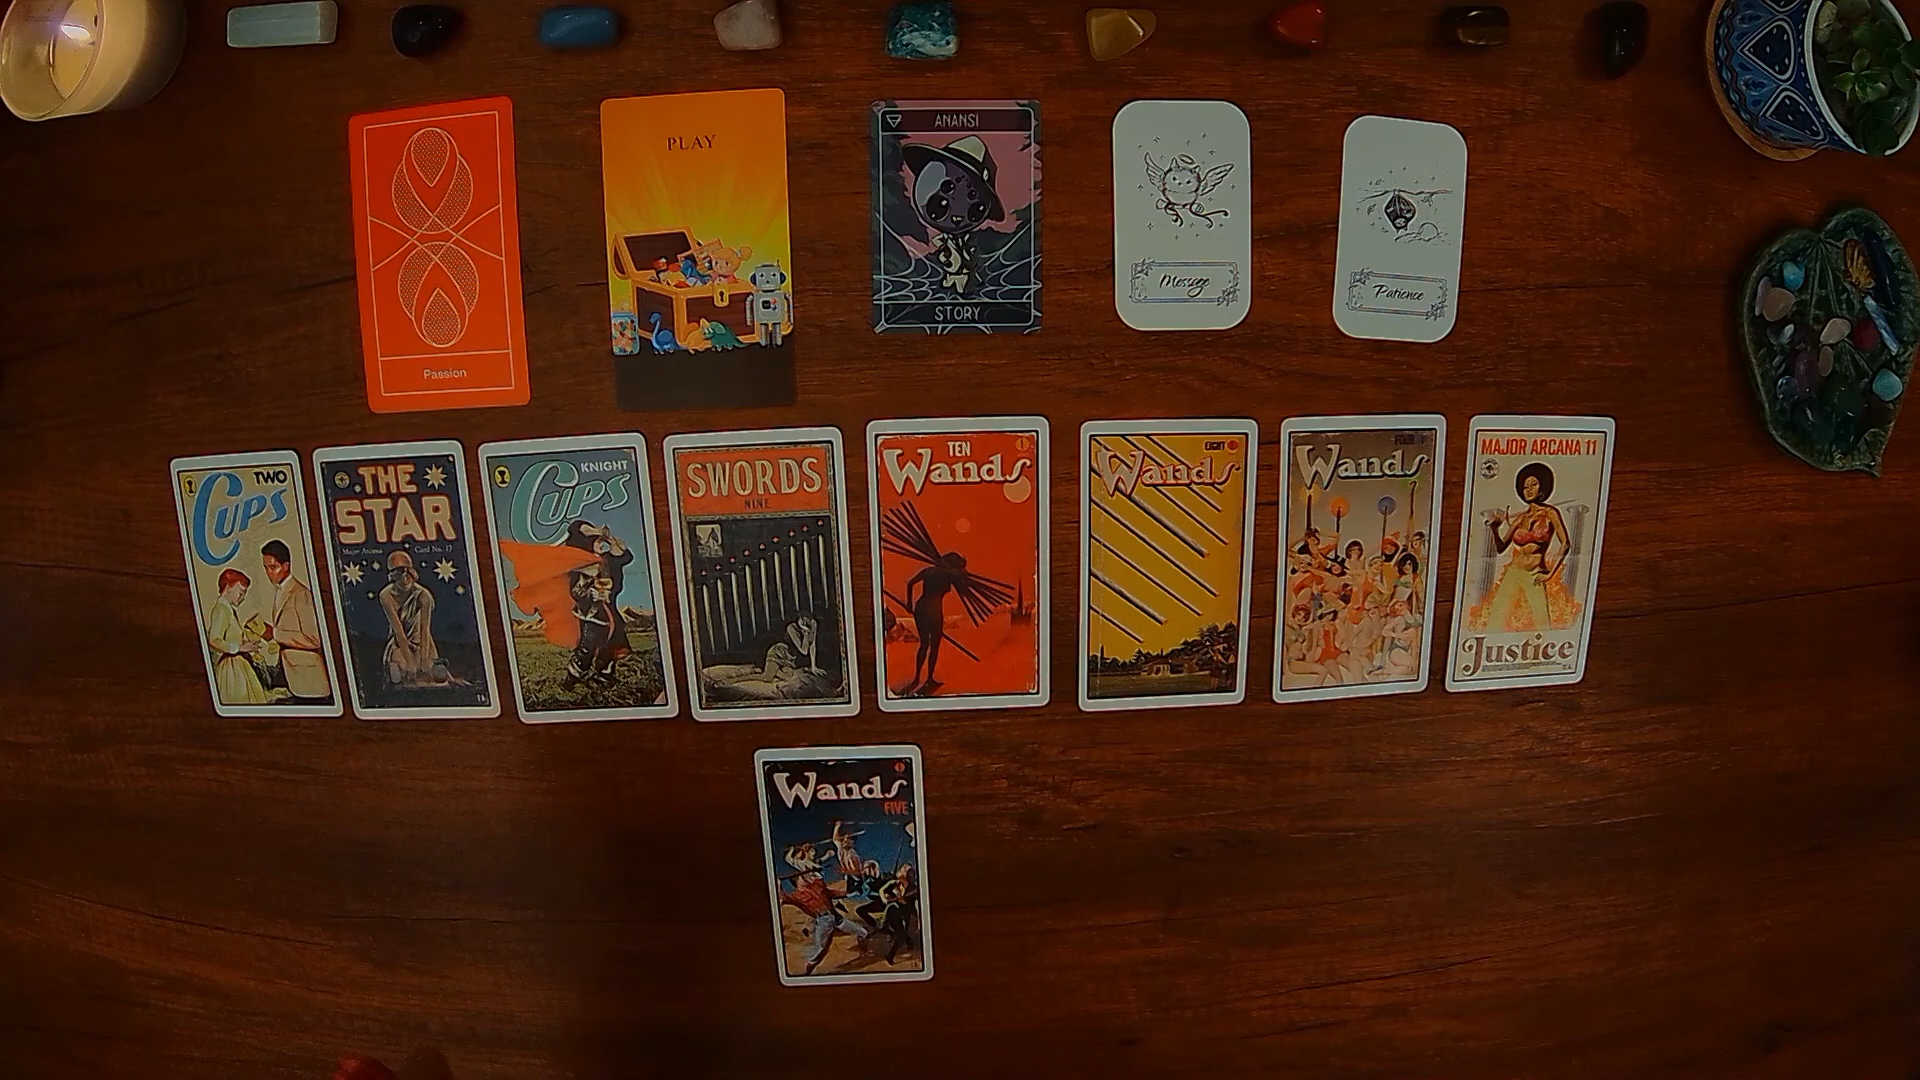 Passion
PLAY
ANANSI
STORY
Message
Patience
TWO
CUPS
THE
STAR
Major Arcana Card No. 17
KNIGHT
CUPS
SWORDS
NINE
TEN
Wands
EIGHT
Wands
FOUR
Wands
MAJOR ARCANA 11
Justice
Wands
FIVE